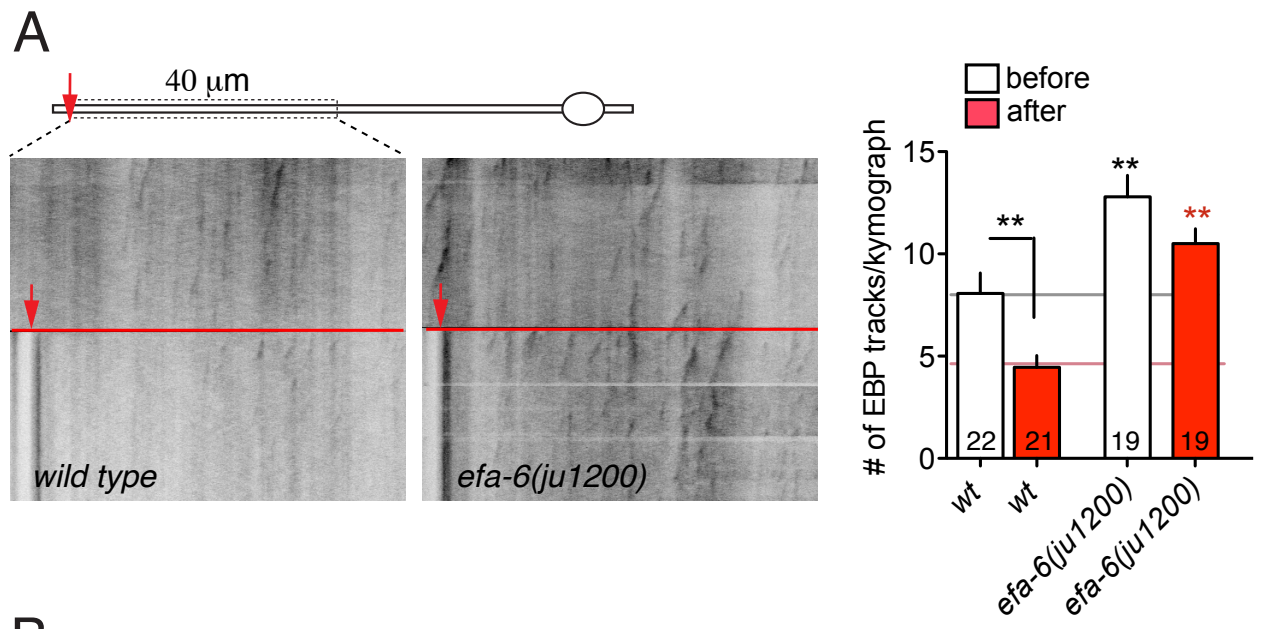 A
40 μm
wild type
efa-6(ju1200)
before
after
# of EBP tracks/kymograph
15
10
5
0
**
**
**
22
21
19
19
wt
wt
efa-6(ju1200)
efa-6(ju1200)